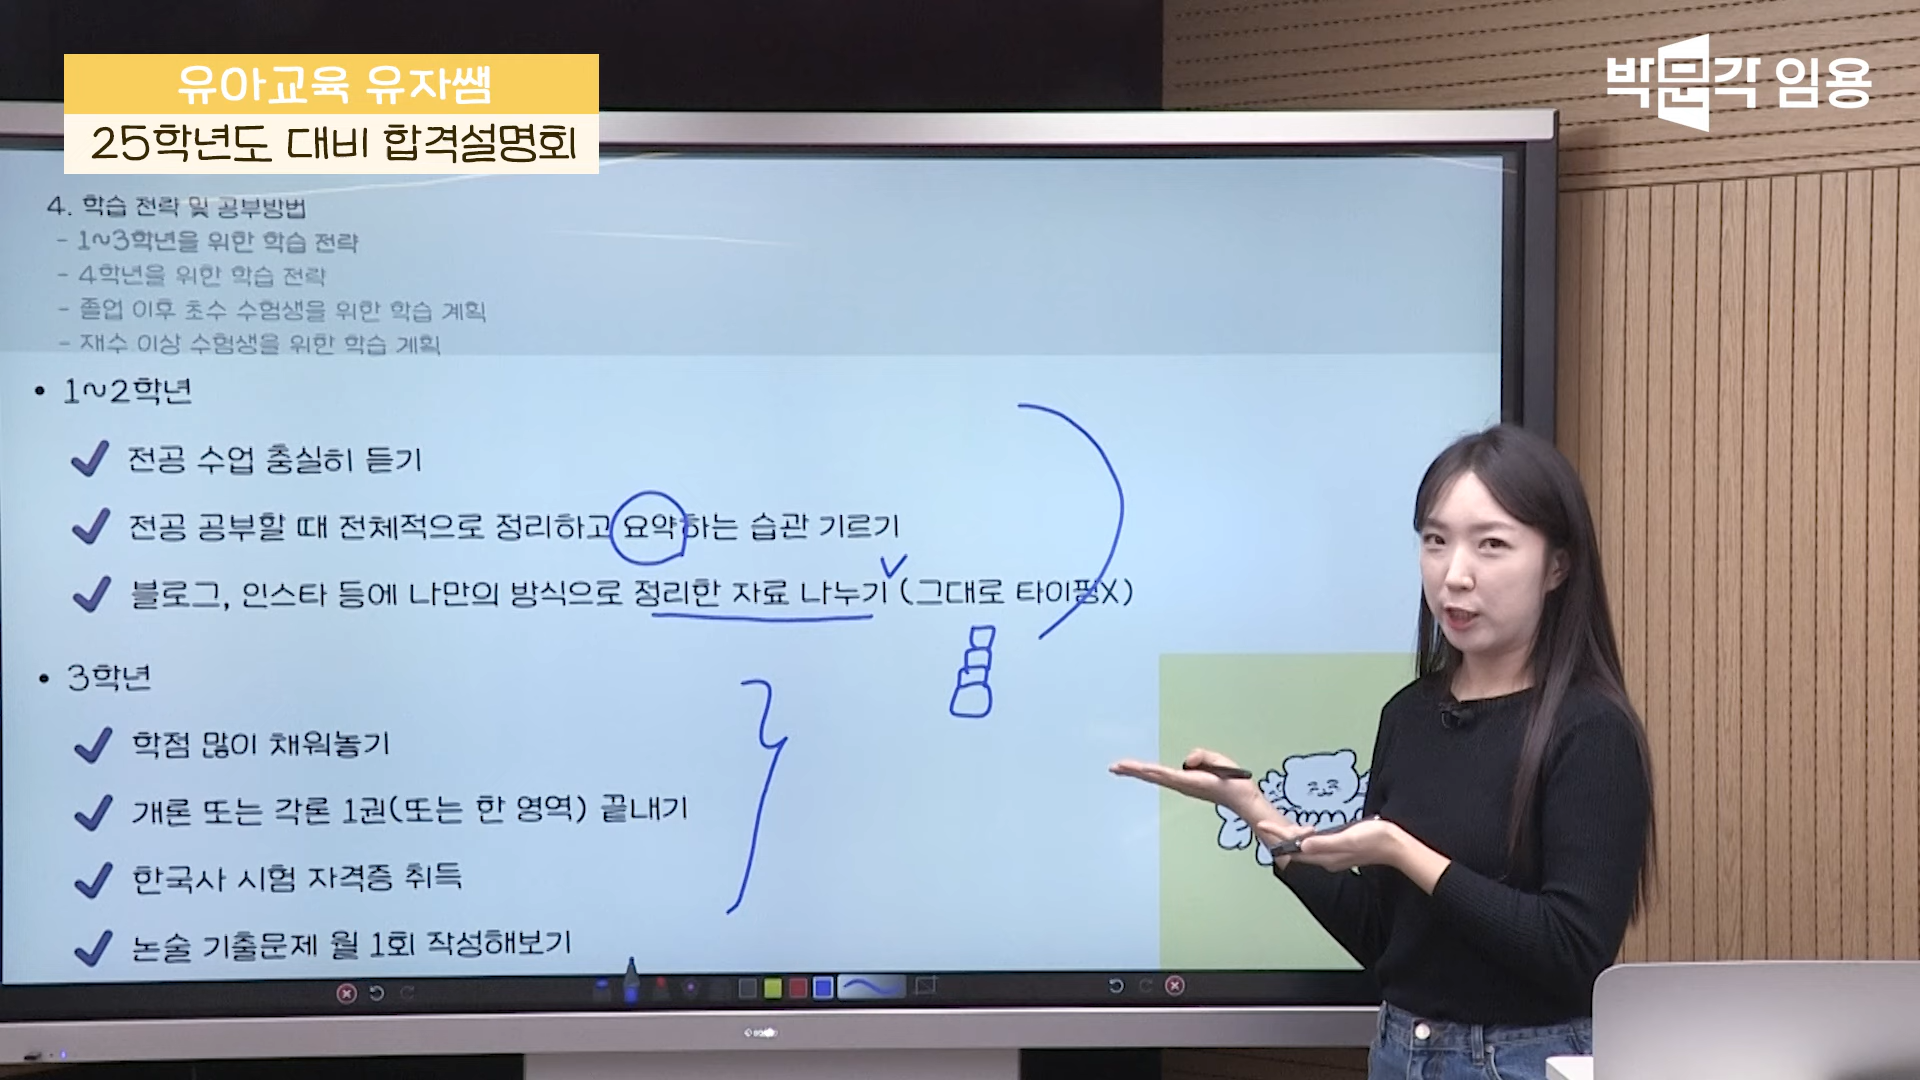 유아교육 유자쌤
25학년도 대비 합격설명회
박문각 임용
4. 학습 전략 및 공부방법
- 1~3학년을 위한 학습 전략
- 4학년을 위한 학습 전략
- 졸업 이후 초수 수험생을 위한 학습 계획
- 재수 이상 수험생을 위한 학습 계획
• 1~2학년
✔ 전공 수업 충실히 듣기
✔ 전공 공부할 때 전체적으로 정리하고 요약하는 습관 기르기
✔ 블로그, 인스타 등에 나만의 방식으로 정리한 자료 나누기 (그대로 타이핑X)
• 3학년
✔ 학점 많이 채워놓기
✔ 개론 또는 각론 1권(또는 한 영역) 끝내기
✔ 한국사 시험 자격증 취득
✔ 논술 기출문제 월 1회 작성해보기